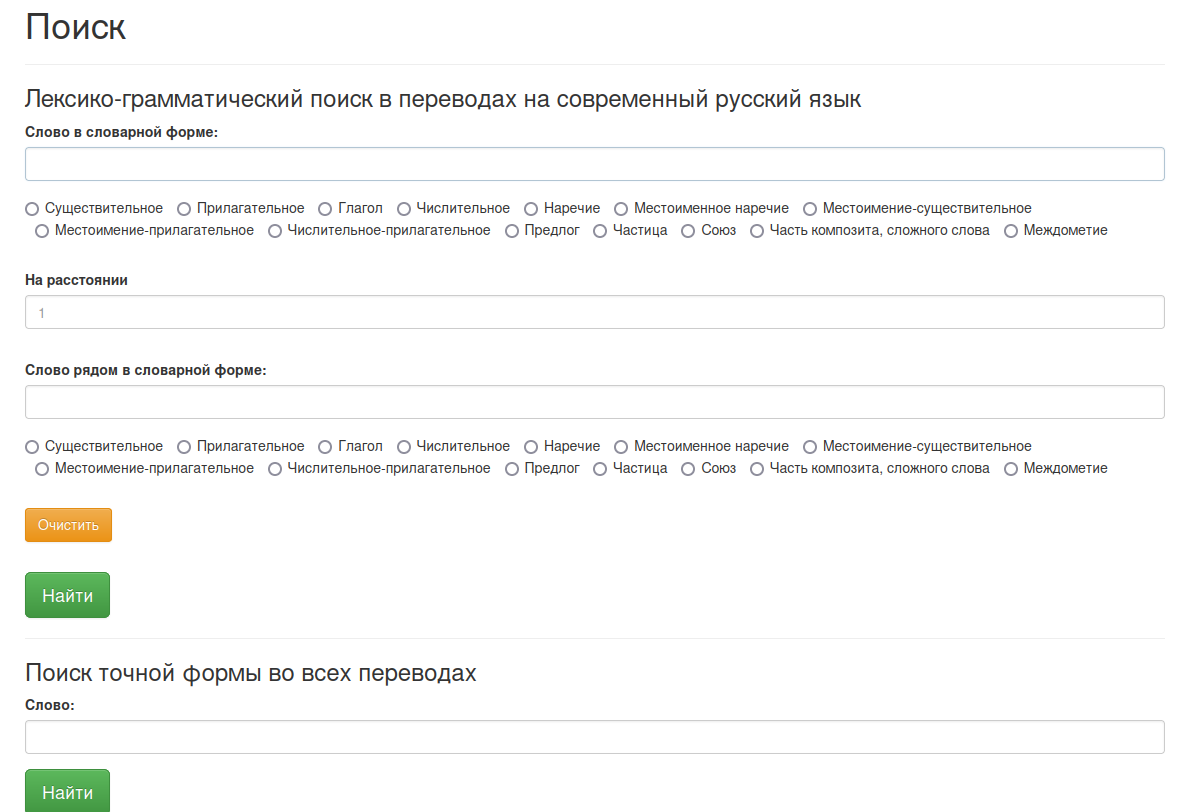 Поиск
Лексико-грамматический поиск в переводах на современный русский язык
Слово в словарной форме:
Существительное Прилагательное Глагол Числительное Наречие Местоименное наречие Местоимение-существительное
Местоимение-прилагательное Числительное-прилагательное Предлог Частица Союз Часть композита, сложного слова Междометие
На расстоянии
1
Слово рядом в словарной форме:
Существительное Прилагательное Глагол Числительное Наречие Местоименное наречие Местоимение-существительное
Местоимение-прилагательное Числительное-прилагательное Предлог Частица Союз Часть композита, сложного слова Междометие
Очистить
Найти
Поиск точной формы во всех переводах
Слово:
Найти